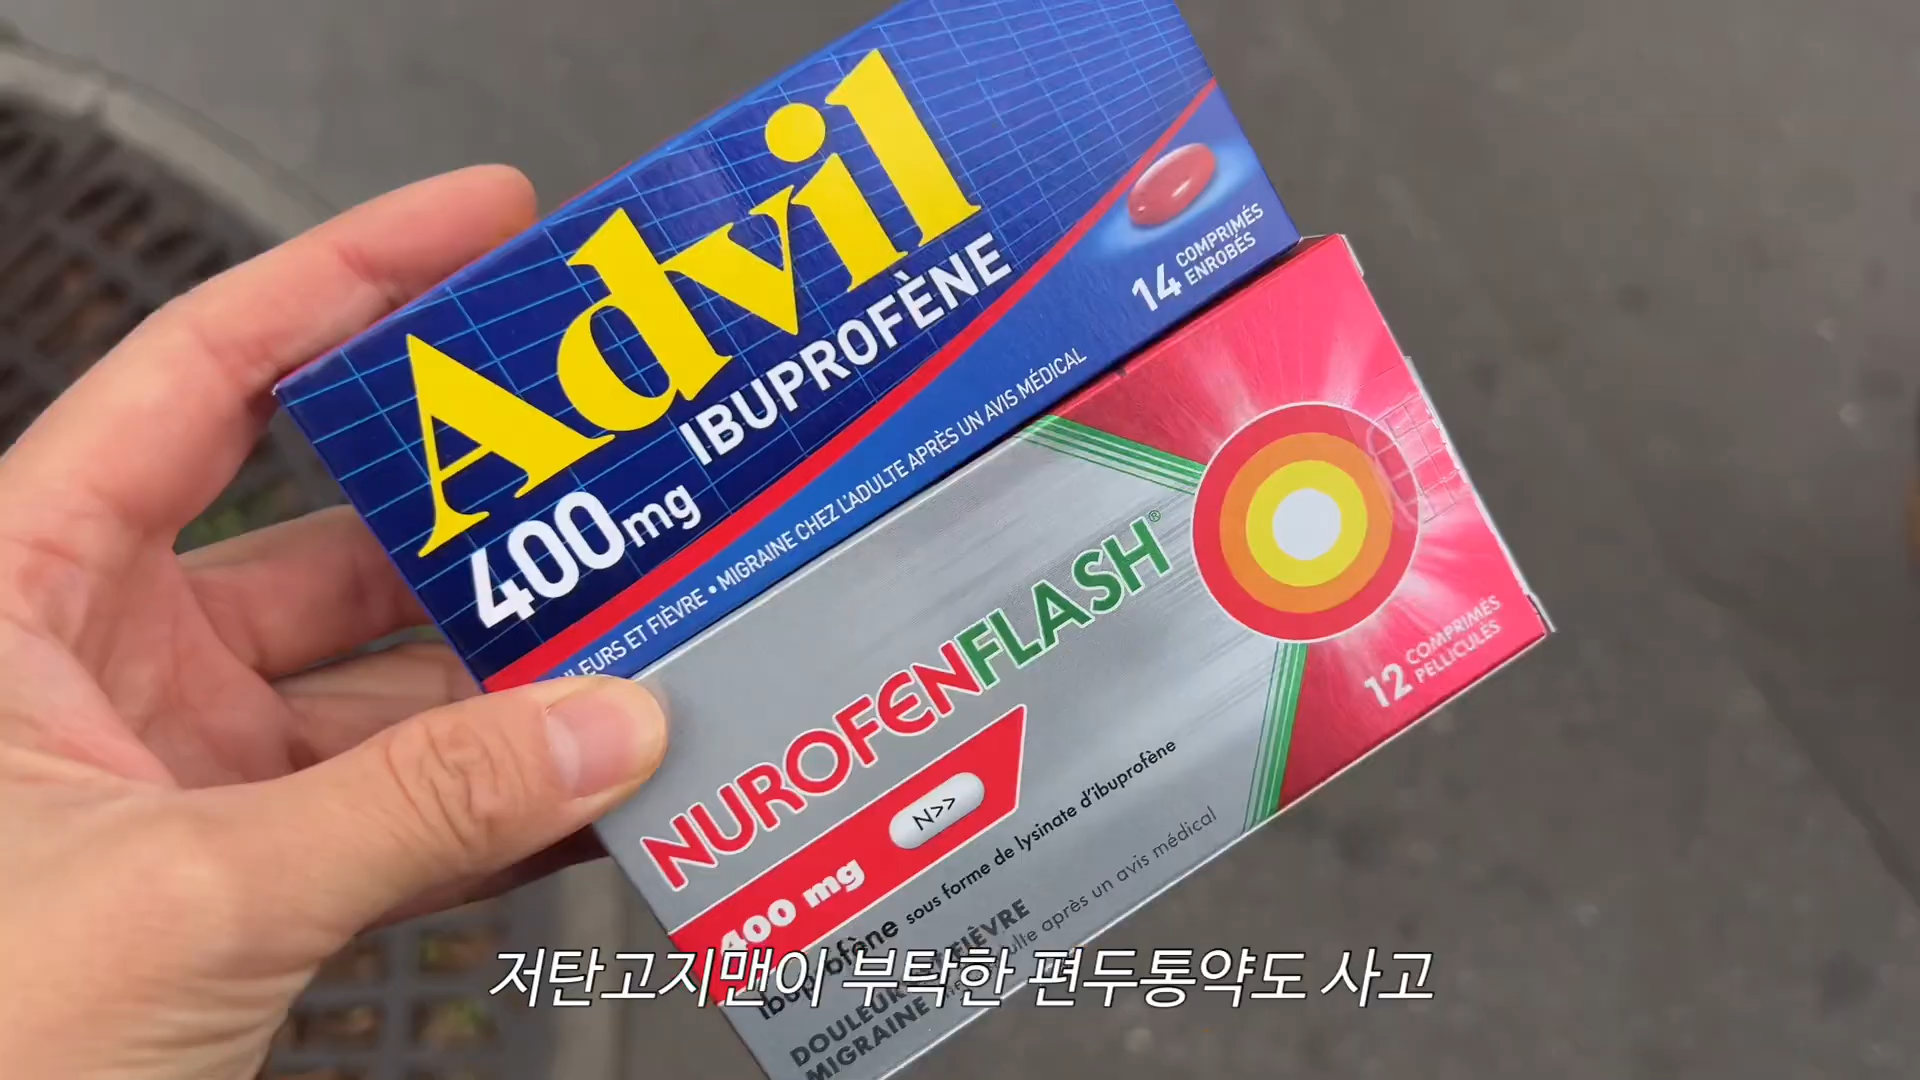 Advil
IBUPROFÈNE
400mg
14 COMPRIMÉS
ENROBÉS
ET FIÈVRE • MIGRAINE CHEZ L'ADULTE APRÈS UN AVIS MÉDICAL
NUROFENFLASH®
12 COMPRIMÉS
PELLICULÉS
N>>
400 mg
ibuprofène sous forme de lysinate d'ibuprofène
FIÈVRE
MIGRAINE après un avis médical
저탄고지맨이 부탁한 편두통약도 사고